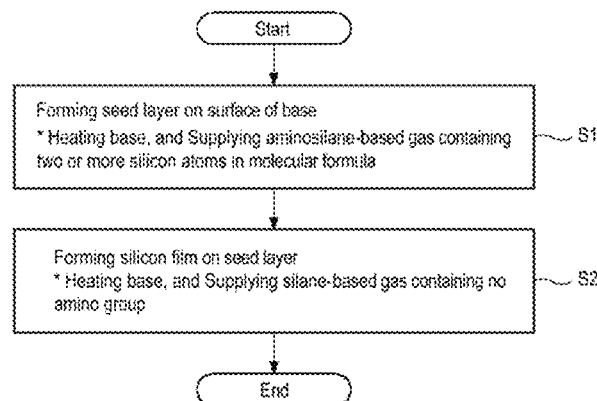 Start
Forming seed layer on surface of base
* Heating base, and Supplying aminosilane-based gas containing
two or more silicon atoms in molecular formula
S1
Forming silicon film on seed layer
* Heating base, and Supplying silane-based gas containing no
amino group
S2
End